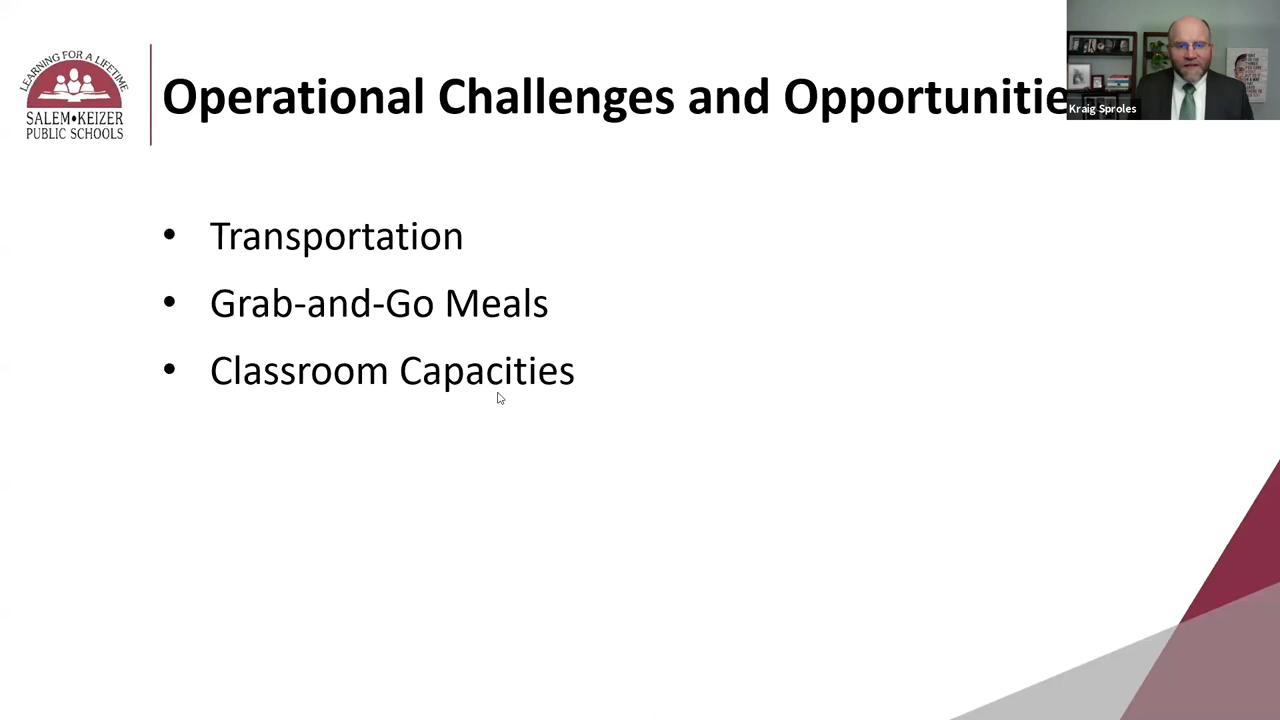 LEARNING FOR A LIFETIME
SALEM•KEIZER
PUBLIC SCHOOLS
Operational Challenges and Opportunitie
Kraig Sproles
• Transportation
• Grab-and-Go Meals
• Classroom Capacities